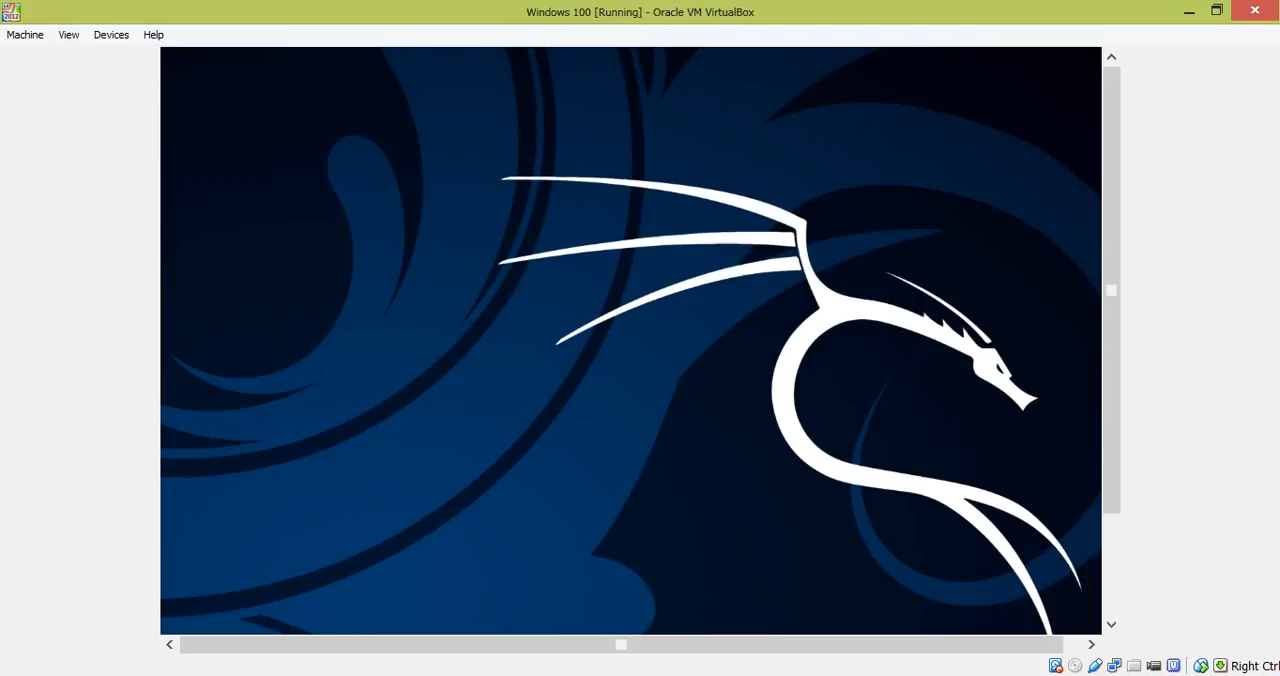 Windows 100 [Running] - Oracle VM VirtualBox
Machine View Devices Help
Right Ctrl